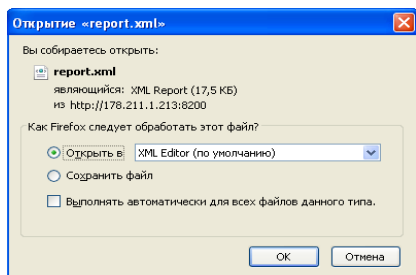 Открытие «report.xml»
Вы собираетесь открыть:
report.xml
являющийся: XML Report (17,5 КБ)
из http://178.211.1.213:8200
Как Firefox следует обработать этот файл?
Открыть в XML Editor (по умолчанию)
Сохранить файл
Выполнять автоматически для всех файлов данного типа.
OK Отмена